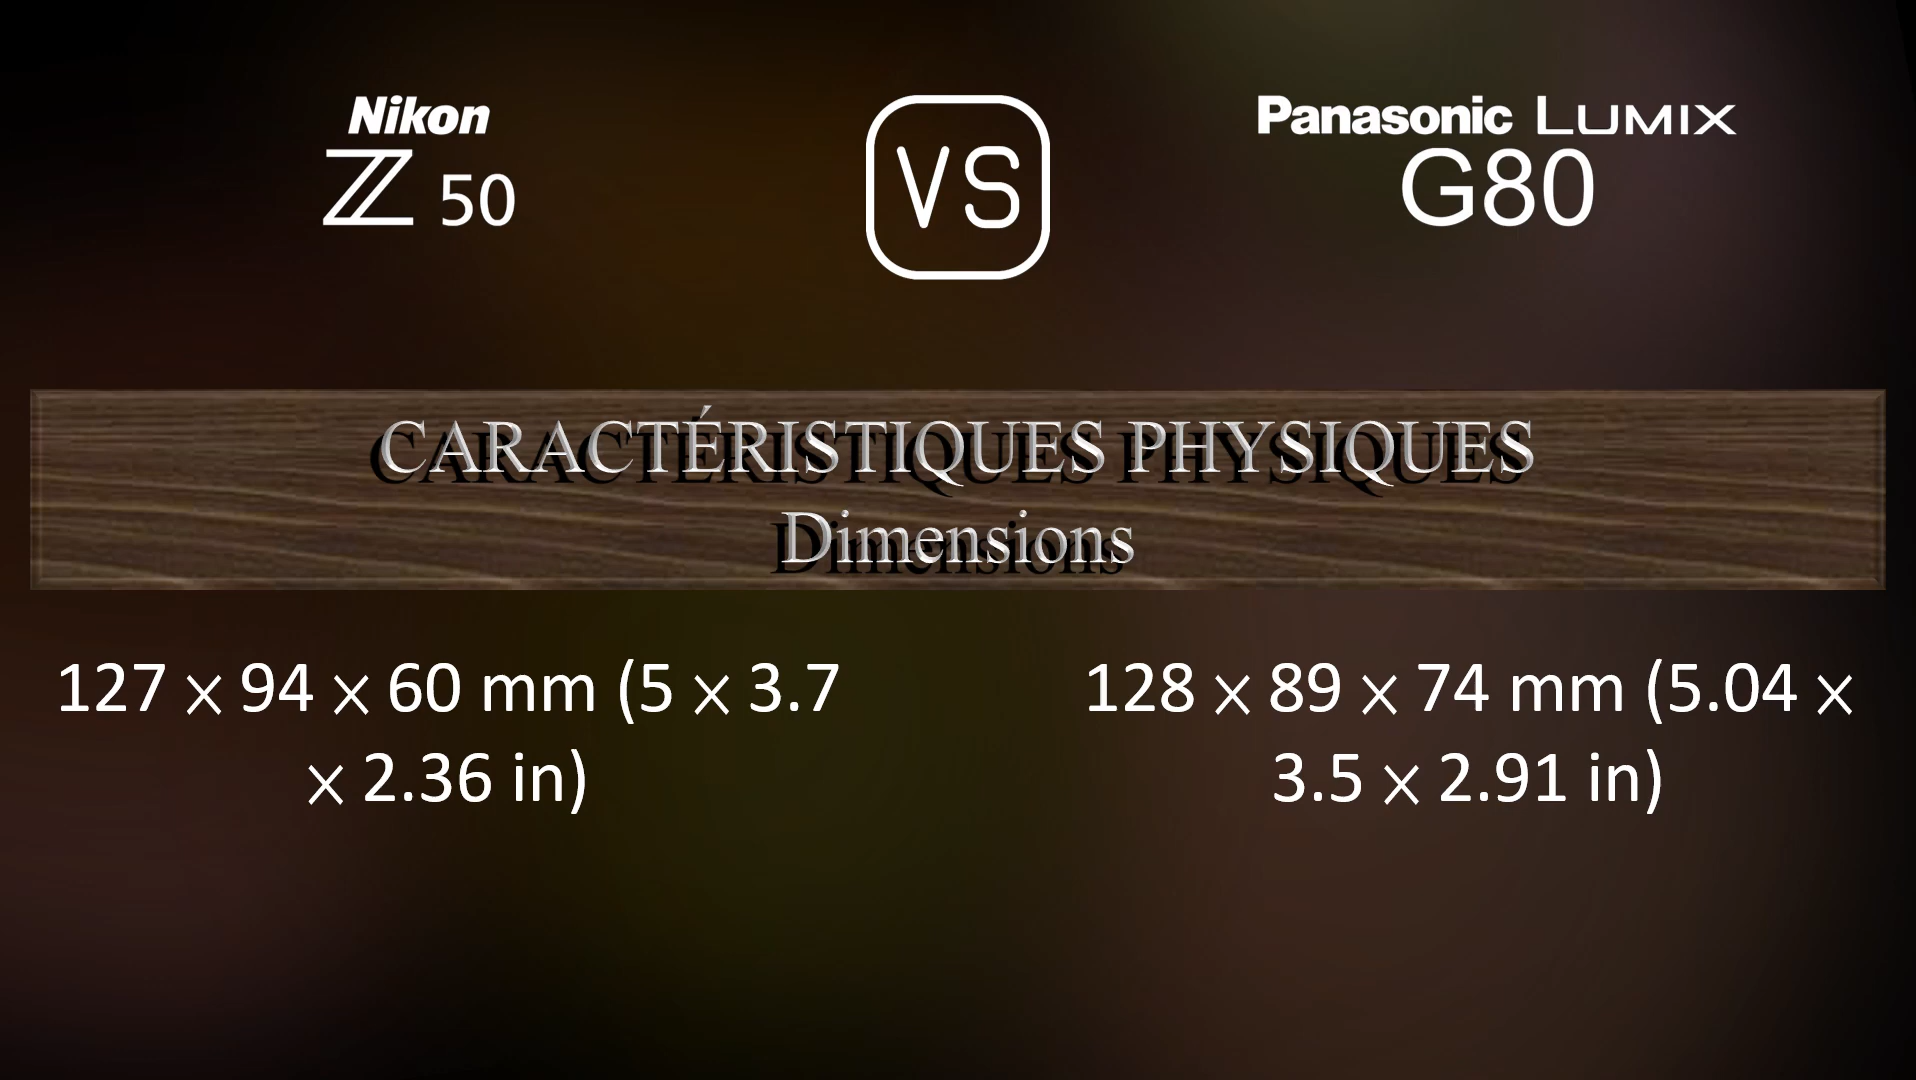 Nikon
Z 50
VS
Panasonic LUMIX
G80
CARACTÉRISTIQUES PHYSIQUES
Dimensions
127 x 94 x 60 mm (5 x 3.7
x 2.36 in)
128 x 89 x 74 mm (5.04 x
3.5 x 2.91 in)